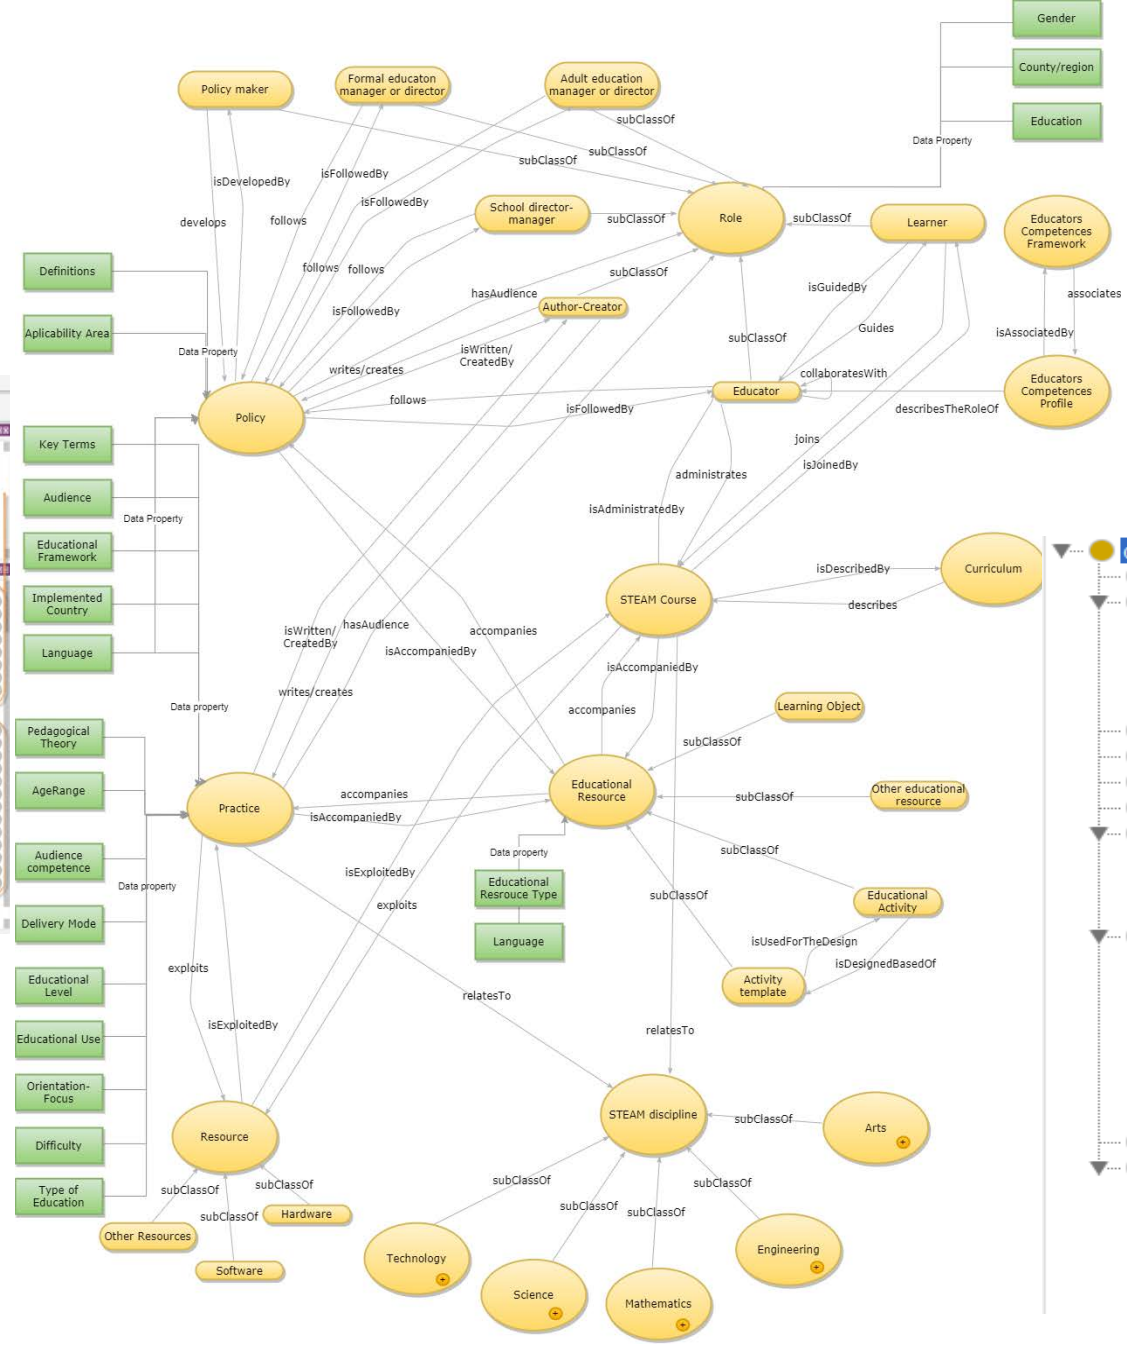 Gender
County/region
Education
Data Property
Policy maker
Formal educaton
manager or director
Adult education
manager or director
subClassOf
subClassOf
subClassOf
isDevelopedBy
isFollowedBy
isFollowedBy
develops
follows
School director-
manager
subClassOf
Role
subClassOf
Learner
Educators
Competences
Framework
Definitions
follows
follows
subClassOf
hasAudience
isGuidedBy
associates
Aplicability Area
isFollowedBy
Author-Creator
Guides
isAssociatedBy
Data Property
isWritten/
CreatedBy
subClassOf
writes/creates
collaboratesWith
Policy
follows
Educator
Educators
Competences
Profile
isFollowedBy
describesTheRoleOf
Key Terms
joins
isJoinedBy
administrates
Audience
isAdministratedBy
Data Property
Educational
Framework
isDescribedBy
Curriculum
Implemented
Country
STEAM Course
describes
Language
isWritten/
CreatedBy
hasAudience
accompanies
isAccompaniedBy
isAccompaniedBy
writes/creates
accompanies
Data property
Learning Object
Pedagogical
Theory
subClassOf
AgeRange
Practice
accompanies
isAccompaniedBy
Educational
Resource
subClassOf
Other educational
resource
Audience
competence
Data property
subClassOf
isExploitedBy
Data property
Educational
Resrouce Type
subClassOf
Educational
Activity
exploits
Delivery Mode
Language
isUsedForTheDesign
isDesignedBasedOf
exploits
Educational
Level
Activity
template
relatesTo
isExploitedBy
relatesTo
Educational Use
Orientation-
Focus
Resource
STEAM discipline
subClassOf
Arts
Difficulty
subClassOf
subClassOf
subClassOf
subClassOf
Type of
Education
subClassOf
subClassOf
subClassOf
Hardware
Other Resources
Software
Technology
Science
Mathematics
Engineering